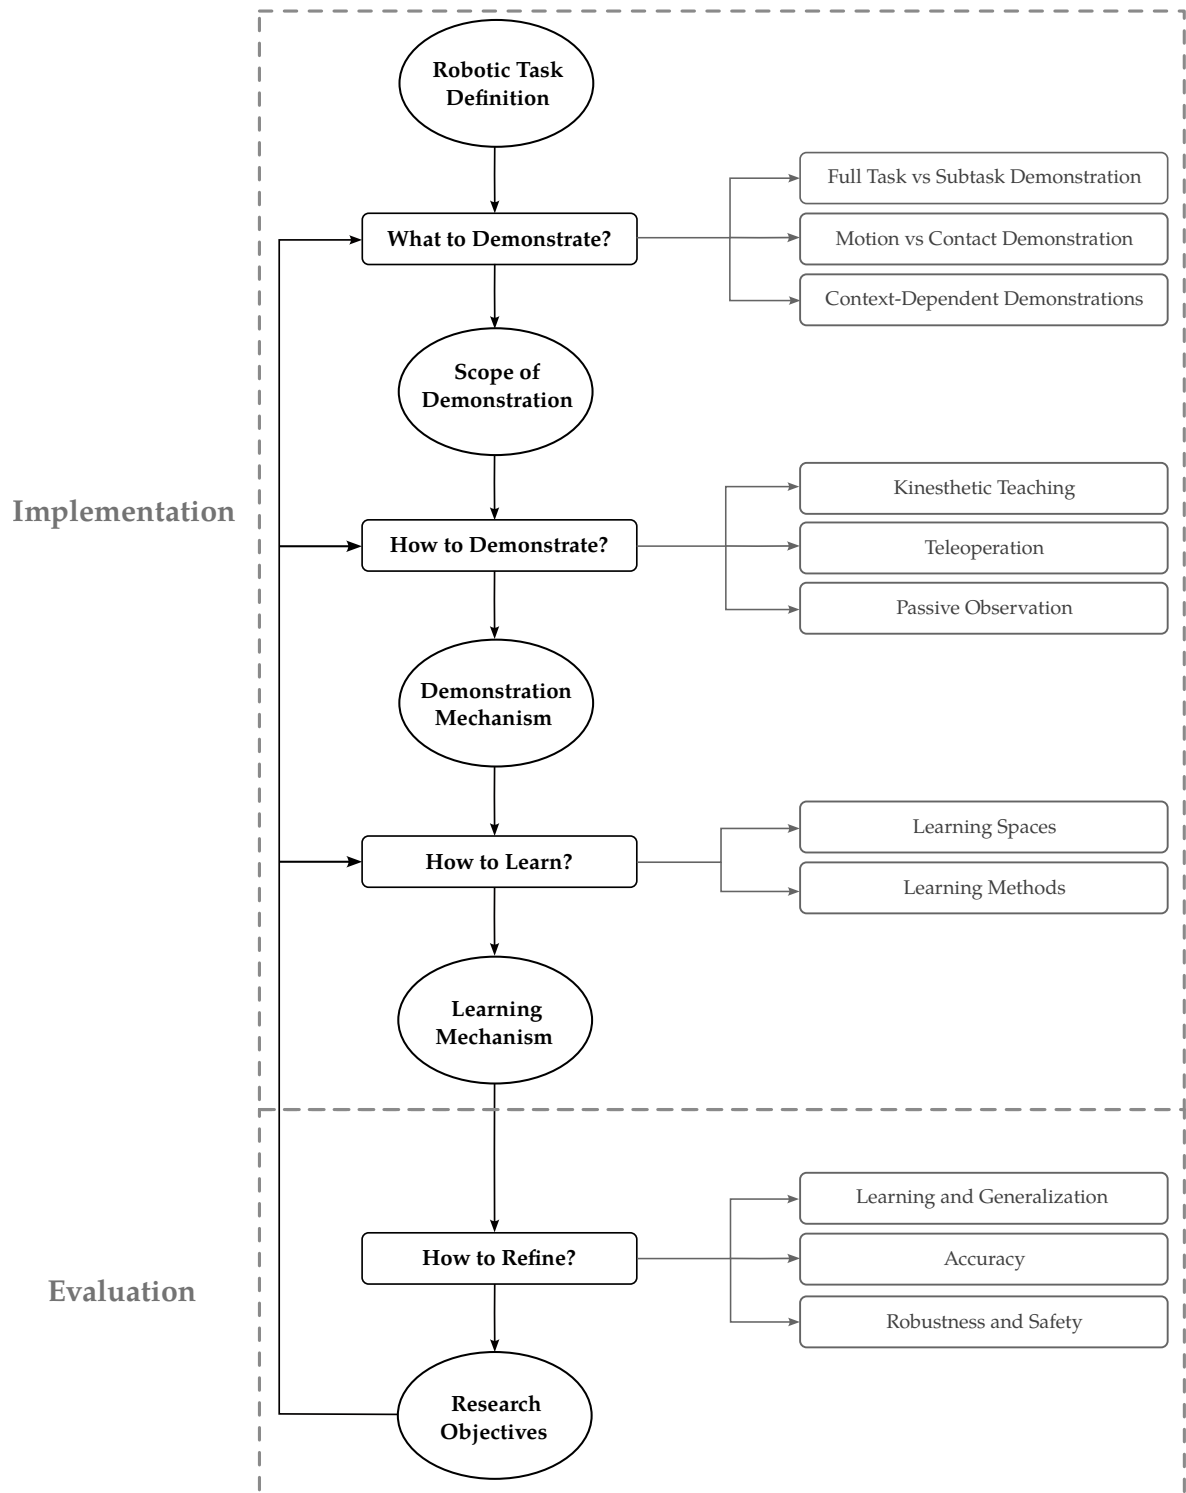 Robotic Task
Definition
What to Demonstrate?
Full Task vs Subtask Demonstration
Motion vs Contact Demonstration
Context-Dependent Demonstrations
Scope of
Demonstration
Implementation
How to Demonstrate?
Kinesthetic Teaching
Teleoperation
Passive Observation
Demonstration
Mechanism
How to Learn?
Learning Spaces
Learning Methods
Learning
Mechanism
Evaluation
How to Refine?
Learning and Generalization
Accuracy
Robustness and Safety
Research
Objectives